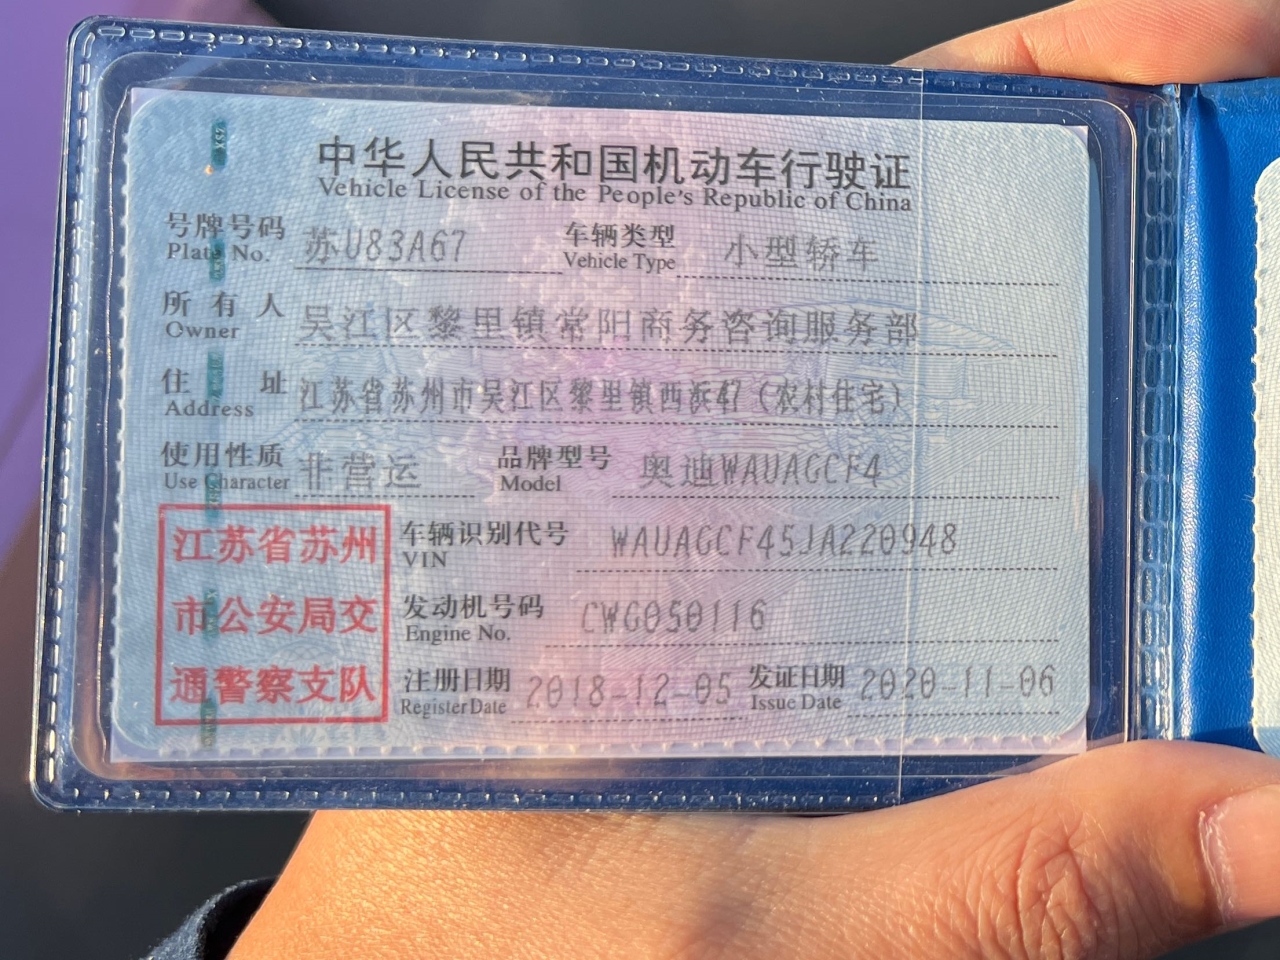 中华人民共和国机动车行驶证
Vehicle License of the People's Republic of China
号牌号码 苏U83A67 车辆类型 小型轿车
Plate No. Vehicle Type
所有人 吴江区黎里镇常阳商务咨询服务部
Owner
住址 江苏省苏州市吴江区黎里镇西浜47（农村住宅）
Address
使用性质 非营运 品牌型号 奥迪WAUAGCF4
Use Character Model
江苏省苏州
市公安局交
通警察支队
车辆识别代号 WAUAGCF45JA220948
VIN
发动机号码 CWG050116
Engine No.
注册日期 2018-12-05 发证日期 2020-11-06
Register Date Issue Date